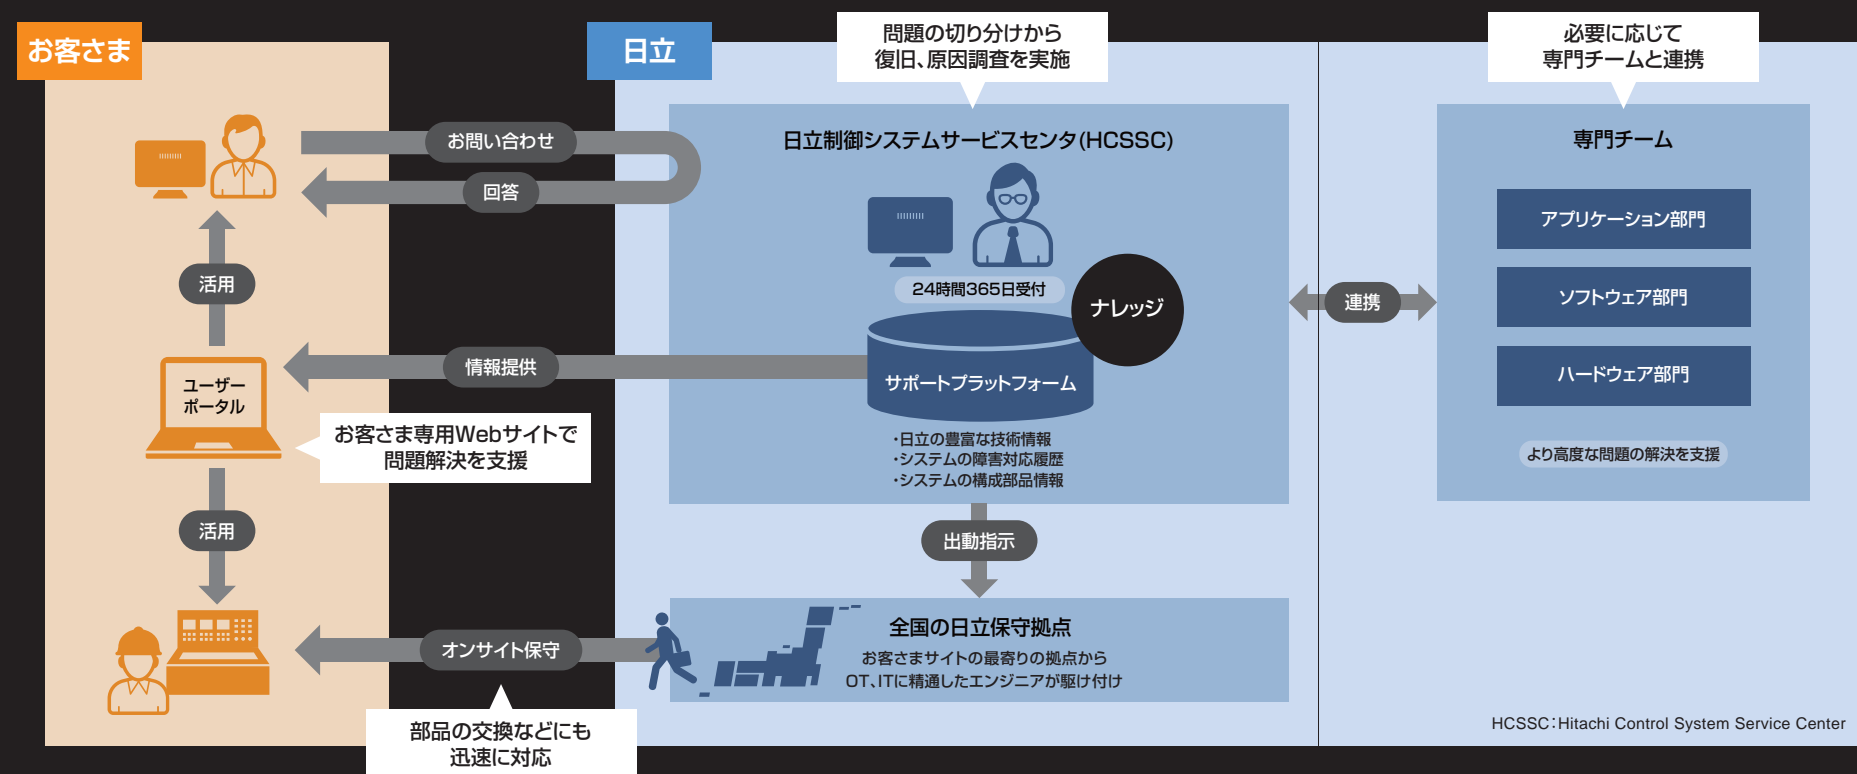 お客さま
日立
問題の切り分けから
復旧、原因調査を実施
必要に応じて
専門チームと連携
お問い合わせ
回答
活用
ユーザー
ポータル
情報提供
お客さま専用Webサイトで
問題解決を支援
活用
オンサイト保守
部品の交換などにも
迅速に対応
日立制御システムサービスセンタ(HCSSC)
24時間365日受付
ナレッジ
サポートプラットフォーム
・日立の豊富な技術情報
・システムの障害対応履歴
・システムの構成部品情報
出動指示
全国の日立保守拠点
お客さまサイトの最寄りの拠点から
OT、ITに精通したエンジニアが駆け付け
連携
専門チーム
アプリケーション部門
ソフトウェア部門
ハードウェア部門
より高度な問題の解決を支援
HCSSC：Hitachi Control System Service Center